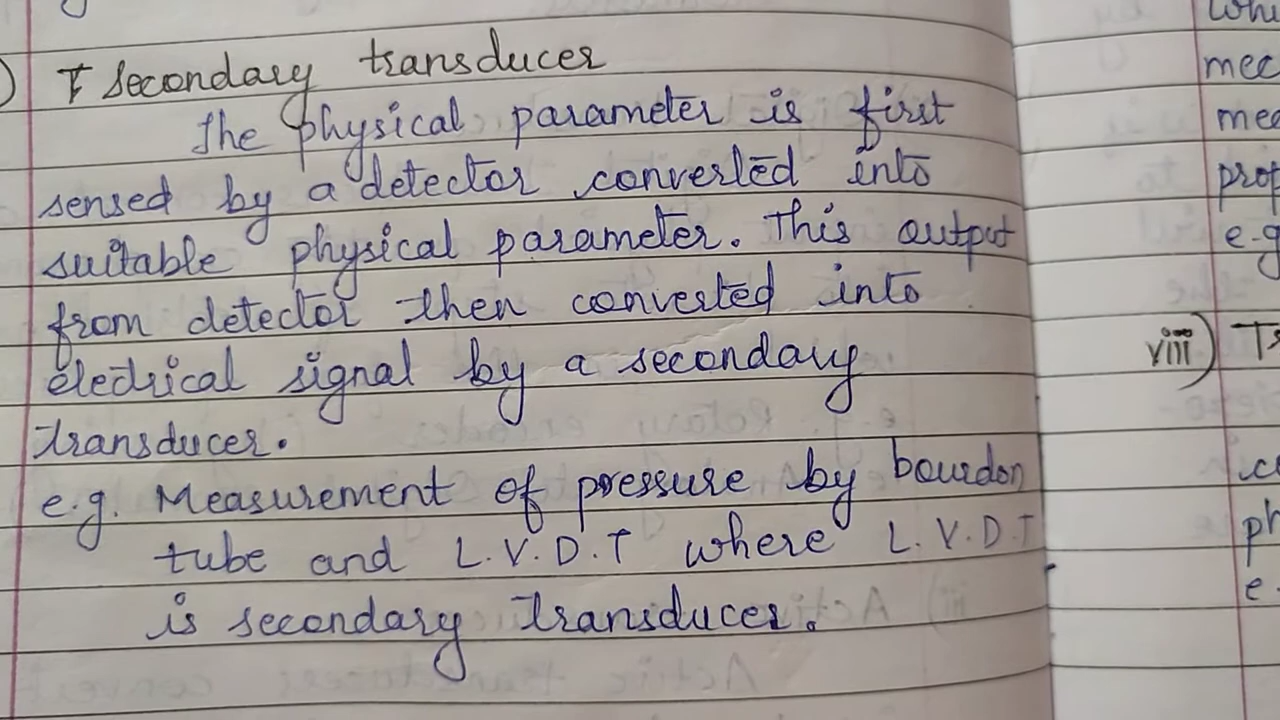 ) Secondary transducer
The physical parameter is first
sensed by a detector converted into
suitable physical parameter. This output
from detector then converted into
electrical signal by a secondary
transducer.
e.g. Measurement of pressure by bourdon
tube and L.V.D.T where L.V.D.T
is secondary transducer.
mec
e.g
viii)
ph
e.